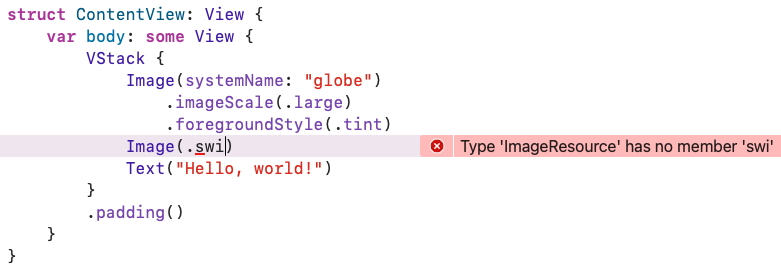 struct ContentView: View {
    var body: some View {
        VStack {
            Image(systemName: "globe")
                .imageScale(.large)
                .foregroundStyle(.tint)
            Image(.swi) Type 'ImageResource' has no member 'swi'
            Text("Hello, world!")
        }
        .padding()
    }
}